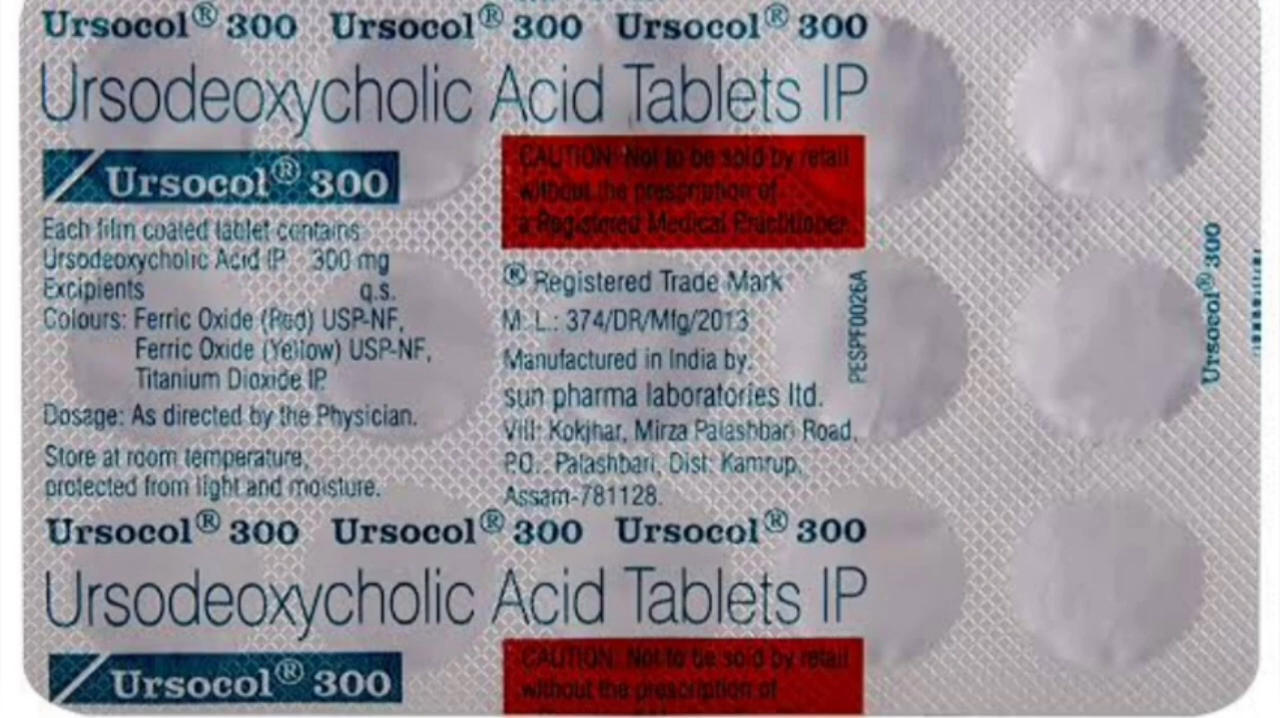 Ursocol® 300 Ursocol® 300 Ursocol® 300
Ursodeoxycholic Acid Tablets IP
Ursocol® 300
Each film coated tablet contains:
Ursodeoxycholic Acid IP 300 mg
Excipients q.s.
Colours: Ferric Oxide (Red) USP-NF,
Ferric Oxide (Yellow) USP-NF,
Titanium Dioxide IP
Dosage: As directed by the Physician.
Store at room temperature,
protected from light and moisture.
CAUTION: Not to be sold by retail
without the prescription of
a Registered Medical Practitioner.
® Registered Trade Mark
M. L.: 374/DR/Mfg/2013
Manufactured in India by:
sun pharma laboratories ltd.
Vill: Kokjhar, Mirza Palashbari Road,
P.O.: Palashbari, Dist: Kamrup,
Assam-781128.
PESPF0026A
Ursocol® 300
Ursocol® 300 Ursocol® 300 Ursocol® 300
Ursodeoxycholic Acid Tablets IP
Ursocol® 300
CAUTION: Not to be sold by retail
without the prescription of